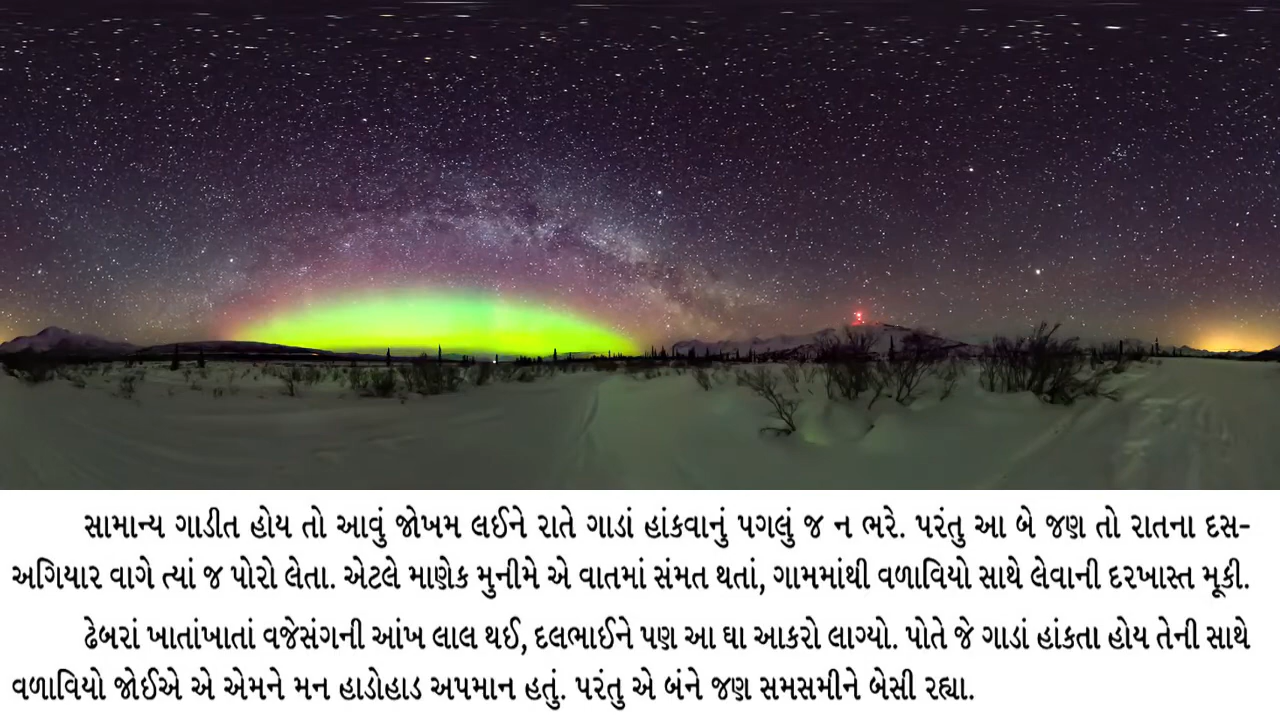 સામાન્ય ગાડીત હોય તો આવું જોખમ લઈને રાતે ગાડાં હાંકવાનું પગલું જ ન ભરે. પરંતુ આ બે જણ તો રાતના દસ-
અગિયાર વાગે ત્યાં જ પોરો લેતા. એટલે માણેક મુનીમે એ વાતમાં સંમત થતાં, ગામમાંથી વળાવિયો સાથે લેવાની દરખાસ્ત મૂકી.
ઢેબરાં ખાતાંખાતાં વજેસંગની આંખ લાલ થઈ, દલભાઈને પણ આ ઘા આકરો લાગ્યો. પોતે જે ગાડાં હાંકતા હોય તેની સાથે
વળાવિયો જોઈએ એ એમને મન હાડોહાડ અપમાન હતું. પરંતુ એ બંને જણ સમસમીને બેસી રહ્યા.